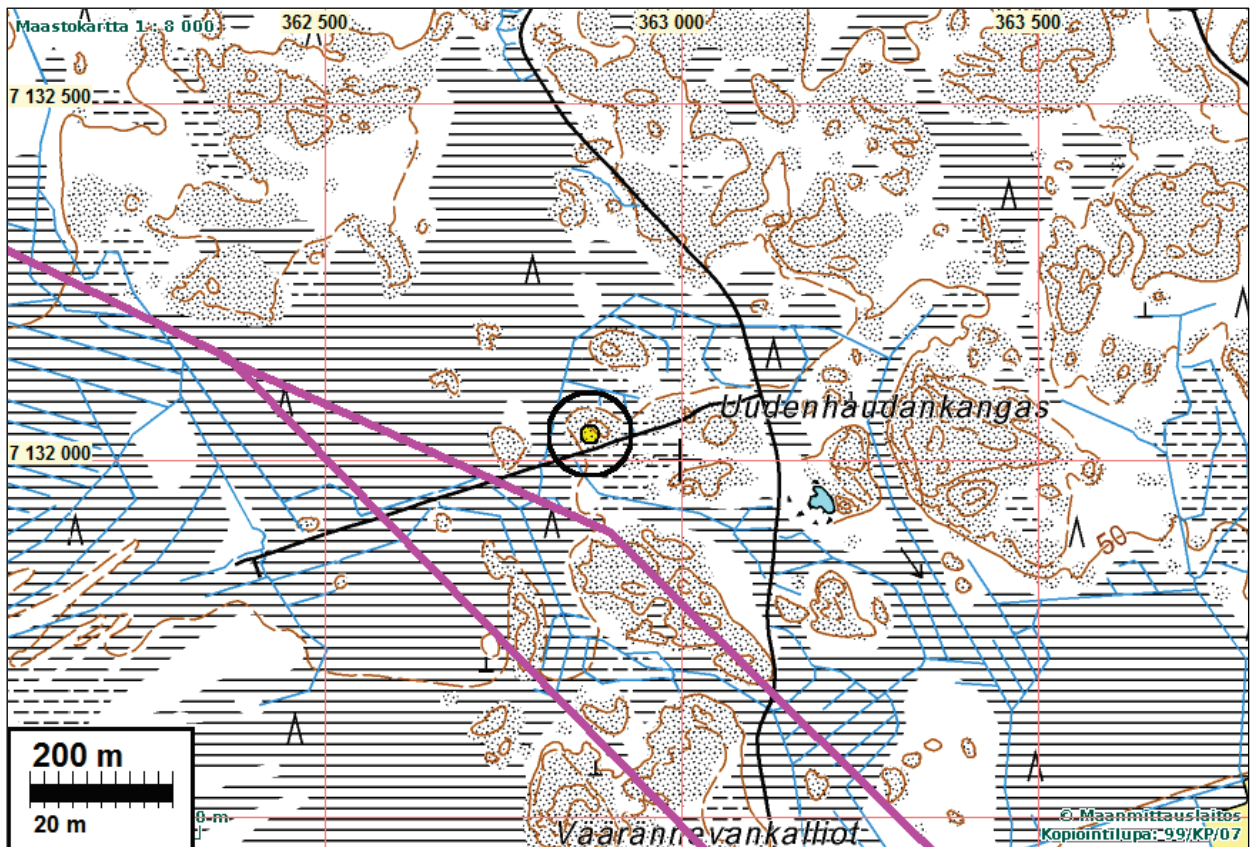 Maastokartta 1 : 8 000
362 500
363 000
363 500
7 132 500
Uudenhaudankangas
7 132 000
50
200 m
20 m
8 m
Väärännevankalliot
© Maanmittauslaitos
Kopiointilupa: 99/KP/07